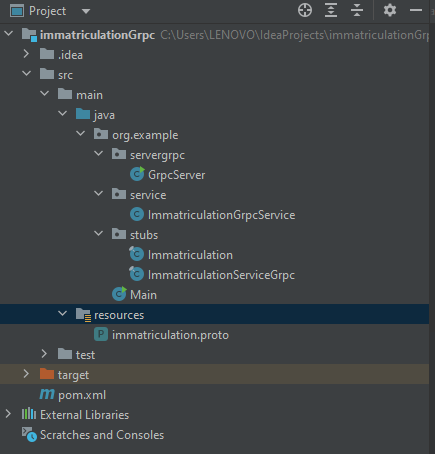 Project
immatriculationGrpc C:\Users\LENOVO\IdeaProjects\immatriculationGr
.idea
src
main
java
org.example
servergrpc
GrpcServer
service
ImmatriculationGrpcService
stubs
Immatriculation
ImmatriculationServiceGrpc
Main
resources
immatriculation.proto
test
target
pom.xml
External Libraries
Scratches and Consoles